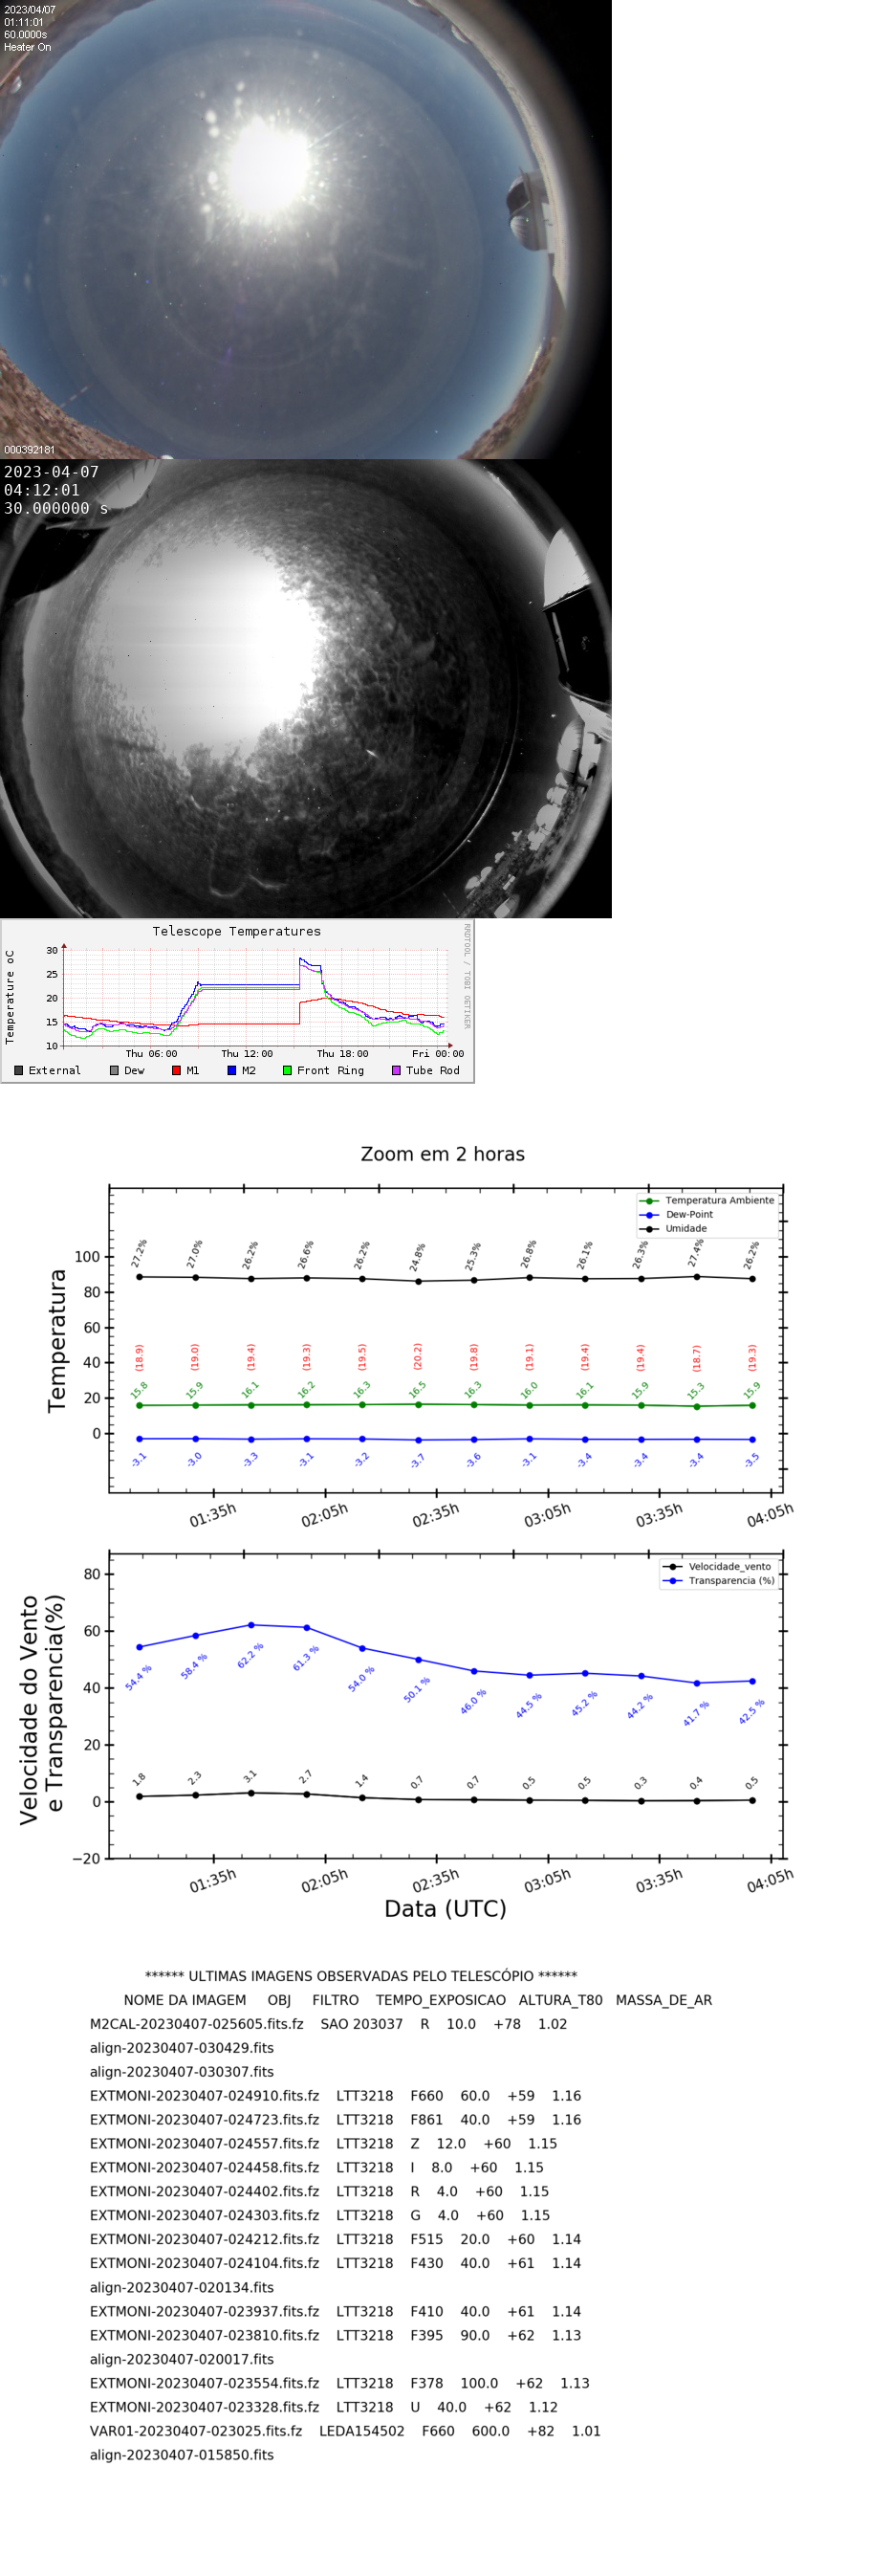 2023/04/07
01:11:01
60.0000s
Heater On
000392181
2023-04-07
04:12:01
30.000000 s
Telescope Temperatures
RRDTOOL / TOBI OETIKER
Temperature oC
30
25
20
15
10
Thu 06:00 Thu 12:00 Thu 18:00 Fri 00:00
External Dew M1 M2 Front Ring Tube Rod
Zoom em 2 horas
Temperatura Ambiente
Dew-Point
Umidade
Temperatura
100
80
60
40
20
0
27.2% 27.0% 26.2% 26.6% 26.2% 24.8% 25.3% 26.8% 26.1% 26.3% 27.4% 26.2%
(18.9) (19.0) (19.4) (19.3) (19.5) (20.2) (19.8) (19.1) (19.4) (19.4) (18.7) (19.3)
15.8 15.9 16.1 16.2 16.3 16.5 16.3 16.0 16.1 15.9 15.3 15.9
-3.1 -3.0 -3.3 -3.1 -3.2 -3.7 -3.6 -3.1 -3.4 -3.4 -3.4 -3.5
01:35h 02:05h 02:35h 03:05h 03:35h 04:05h
Velocidade_vento
Transparencia (%)
Velocidade do Vento
e Transparencia(%)
80
60
40
20
0
−20
54.4 % 58.4 % 62.2 % 61.3 % 54.0 % 50.1 % 46.0 % 44.5 % 45.2 % 44.2 % 41.7 % 42.5 %
1.8 2.3 3.1 2.7 1.4 0.7 0.7 0.5 0.5 0.3 0.4 0.5
01:35h 02:05h 02:35h 03:05h 03:35h 04:05h
Data (UTC)
****** ULTIMAS IMAGENS OBSERVADAS PELO TELESCÓPIO ******
NOME DA IMAGEM OBJ FILTRO TEMPO_EXPOSICAO ALTURA_T80 MASSA_DE_AR
M2CAL-20230407-025605.fits.fz SAO 203037 R 10.0 +78 1.02
align-20230407-030429.fits
align-20230407-030307.fits
EXTMONI-20230407-024910.fits.fz LTT3218 F660 60.0 +59 1.16
EXTMONI-20230407-024723.fits.fz LTT3218 F861 40.0 +59 1.16
EXTMONI-20230407-024557.fits.fz LTT3218 Z 12.0 +60 1.15
EXTMONI-20230407-024458.fits.fz LTT3218 I 8.0 +60 1.15
EXTMONI-20230407-024402.fits.fz LTT3218 R 4.0 +60 1.15
EXTMONI-20230407-024303.fits.fz LTT3218 G 4.0 +60 1.15
EXTMONI-20230407-024212.fits.fz LTT3218 F515 20.0 +60 1.14
EXTMONI-20230407-024104.fits.fz LTT3218 F430 40.0 +61 1.14
align-20230407-020134.fits
EXTMONI-20230407-023937.fits.fz LTT3218 F410 40.0 +61 1.14
EXTMONI-20230407-023810.fits.fz LTT3218 F395 90.0 +62 1.13
align-20230407-020017.fits
EXTMONI-20230407-023554.fits.fz LTT3218 F378 100.0 +62 1.13
EXTMONI-20230407-023328.fits.fz LTT3218 U 40.0 +62 1.12
VAR01-20230407-023025.fits.fz LEDA154502 F660 600.0 +82 1.01
align-20230407-015850.fits